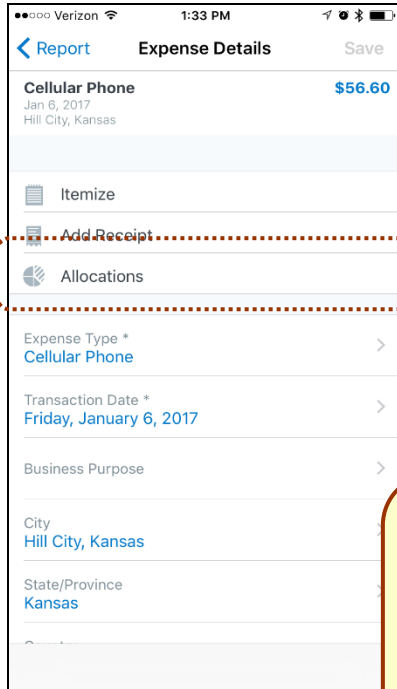 Verizon 1:33 PM
Report Expense Details Save
Cellular Phone $56.60
Jan 6, 2017
Hill City, Kansas
Itemize
Add Receipt
Allocations
Expense Type *
Cellular Phone
Transaction Date *
Friday, January 6, 2017
Business Purpose
City
Hill City, Kansas
State/Province
Kansas